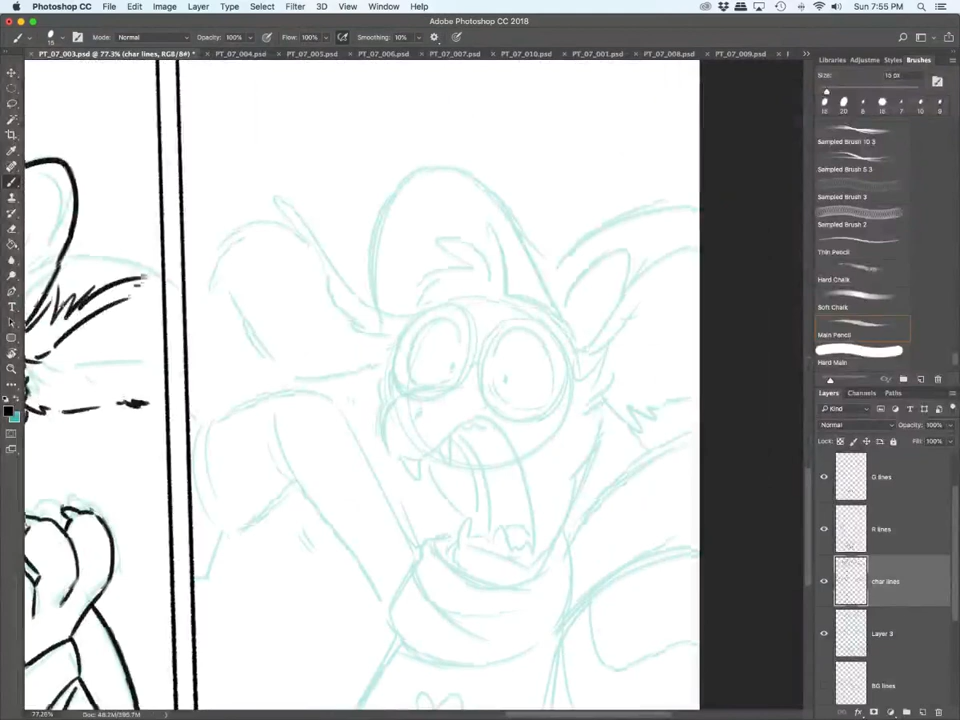 Photoshop CC File Edit Image Layer Type Select Filter 3D View Window Help Sun 7:55 PM
Adobe Photoshop CC 2018
15 Mode: Normal Opacity: 100% Flow: 100% Smoothing: 10%
PT_07_003.psd @ 77.3% (char lines, RGB/8#) * PT_07_004.psd PT_07_005.psd PT_07_006.psd PT_07_007.psd PT_07_010.psd PT_07_001.psd PT_07_008.psd PT_07_009.psd
Libraries Adjustme Styles Brushes
Size:
Sampled Brush 10 3
Sampled Brush 5 3
Sampled Brush 3
Sampled Brush 2
Thin Pencil
Hard Chalk
Soft Chalk
Main Pencil
Hard Main
Layers Channels Paths
Kind
Normal Opacity: 100%
Lock: Fill: 100%
G lines
R lines
char lines
Layer 3
BG lines
77.26%